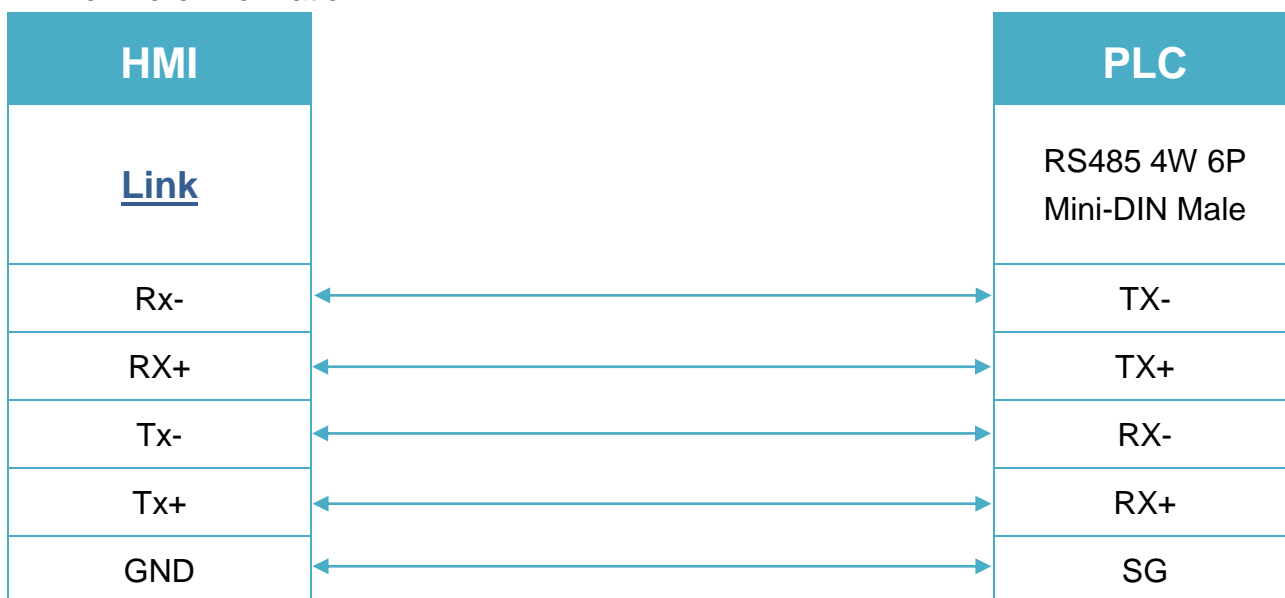 HMI PLC
Link RS485 4W 6P
Mini-DIN Male
Rx- TX-
RX+ TX+
Tx- RX-
Tx+ RX+
GND SG